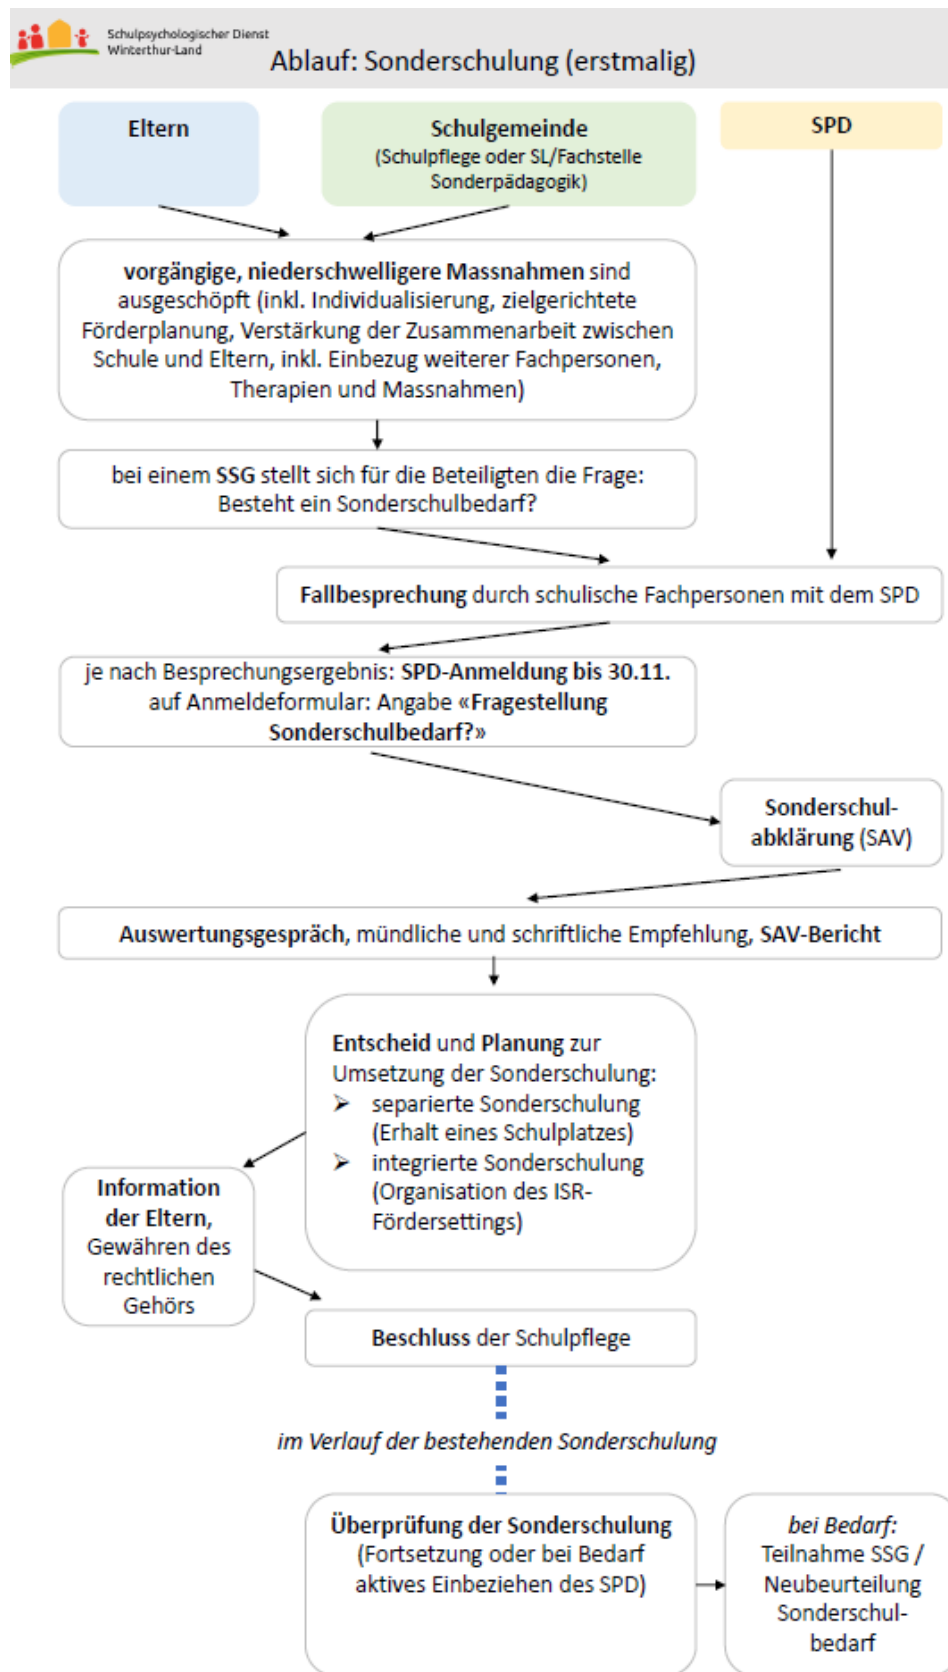 Schulpsychologischer Dienst
Winterthur-Land
Ablauf: Sonderschulung (erstmalig)
Eltern
Schulgemeinde
(Schulpflege oder SL/Fachstelle
Sonderpädagogik)
SPD
vorgängige, niederschwelligere Massnahmen sind
ausgeschöpft (inkl. Individualisierung, zielgerichtete
Förderplanung, Verstärkung der Zusammenarbeit zwischen
Schule und Eltern, inkl. Einbezug weiterer Fachpersonen,
Therapien und Massnahmen)
bei einem SSG stellt sich für die Beteiligten die Frage:
Besteht ein Sonderschulbedarf?
Fallbesprechung durch schulische Fachpersonen mit dem SPD
je nach Besprechungsergebnis: SPD-Anmeldung bis 30.11.
auf Anmeldeformular: Angabe «Fragestellung
Sonderschulbedarf?»
Sonderschul-
abklärung (SAV)
Auswertungsgespräch, mündliche und schriftliche Empfehlung, SAV-Bericht
Entscheid und Planung zur
Umsetzung der Sonderschulung:
➢ separierte Sonderschulung
(Erhalt eines Schulplatzes)
➢ integrierte Sonderschulung
(Organisation des ISR-
Fördersettings)
Information
der Eltern,
Gewähren des
rechtlichen
Gehörs
Beschluss der Schulpflege
im Verlauf der bestehenden Sonderschulung
Überprüfung der Sonderschulung
(Fortsetzung oder bei Bedarf
aktives Einbeziehen des SPD)
bei Bedarf:
Teilnahme SSG /
Neubeurteilung
Sonderschul-
bedarf